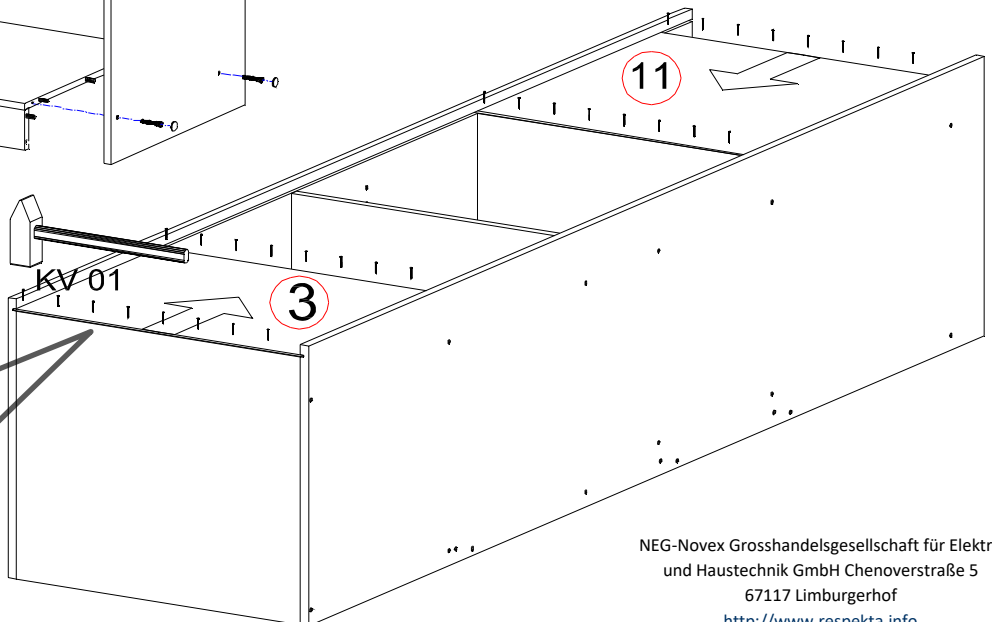 11
KV 01
3
NEG-Novex Grosshandelsgesellschaft für Elektr
und Haustechnik GmbH Chenoverstraße 5
67117 Limburgerhof
http://www.respekta.info